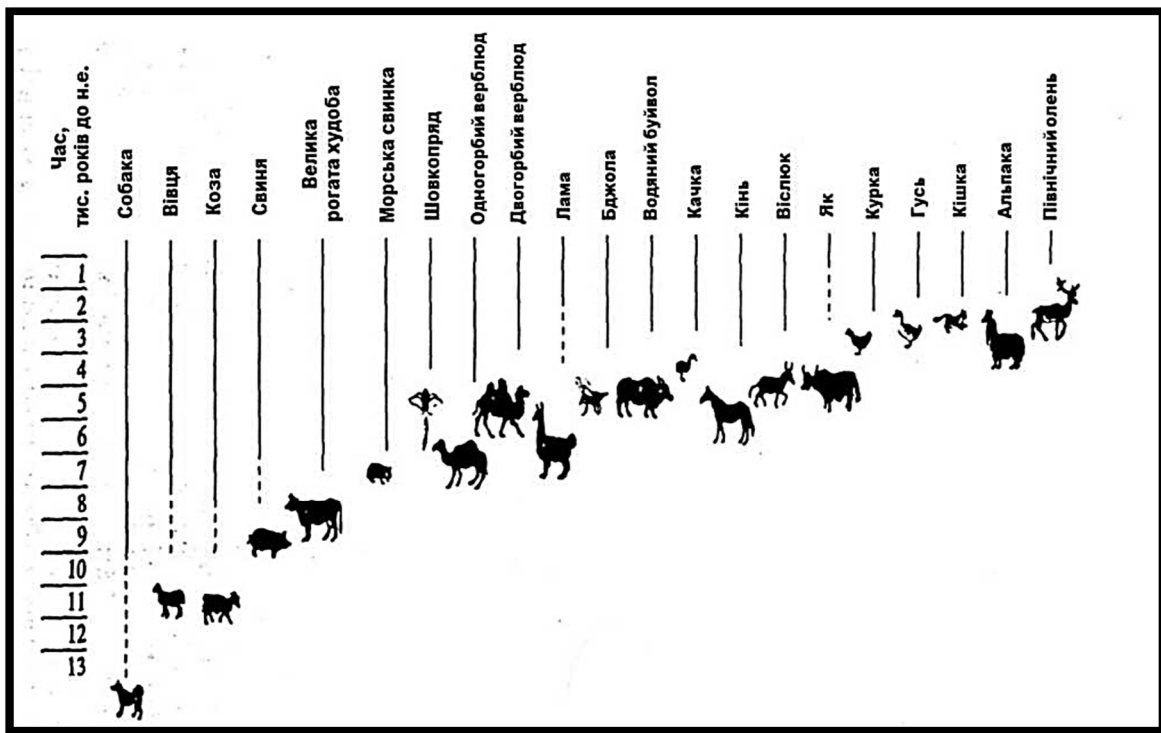 Час,
тис. років до н.е.
Собака
Вівця
Коза
Свиня
Велика
рогата худоба
Морська свинка
Шовкопряд
Одногорбий верблюд
Двогорбий верблюд
Лама
Бджола
Водяний буйвол
Качка
Кінь
Віслюк
Як
Курка
Гусь
Кішка
Альпака
Північний олень
1
2
3
4
5
6
7
8
9
10
11
12
13